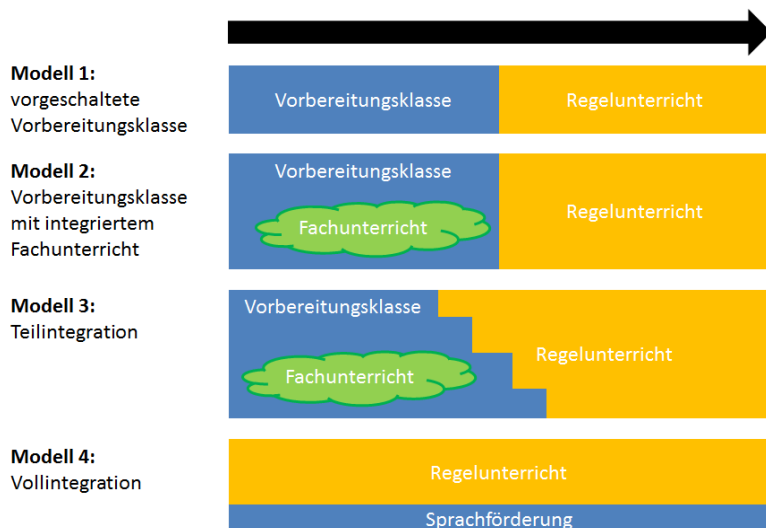 Modell 1:
vorgeschaltete
Vorbereitungsklasse
Vorbereitungsklasse
Regelunterricht
Modell 2:
Vorbereitungsklasse
mit integriertem
Fachunterricht
Vorbereitungsklasse
Fachunterricht
Regelunterricht
Modell 3:
Teilintegration
Vorbereitungsklasse
Fachunterricht
Regelunterricht
Modell 4:
Vollintegration
Regelunterricht
Sprachförderung